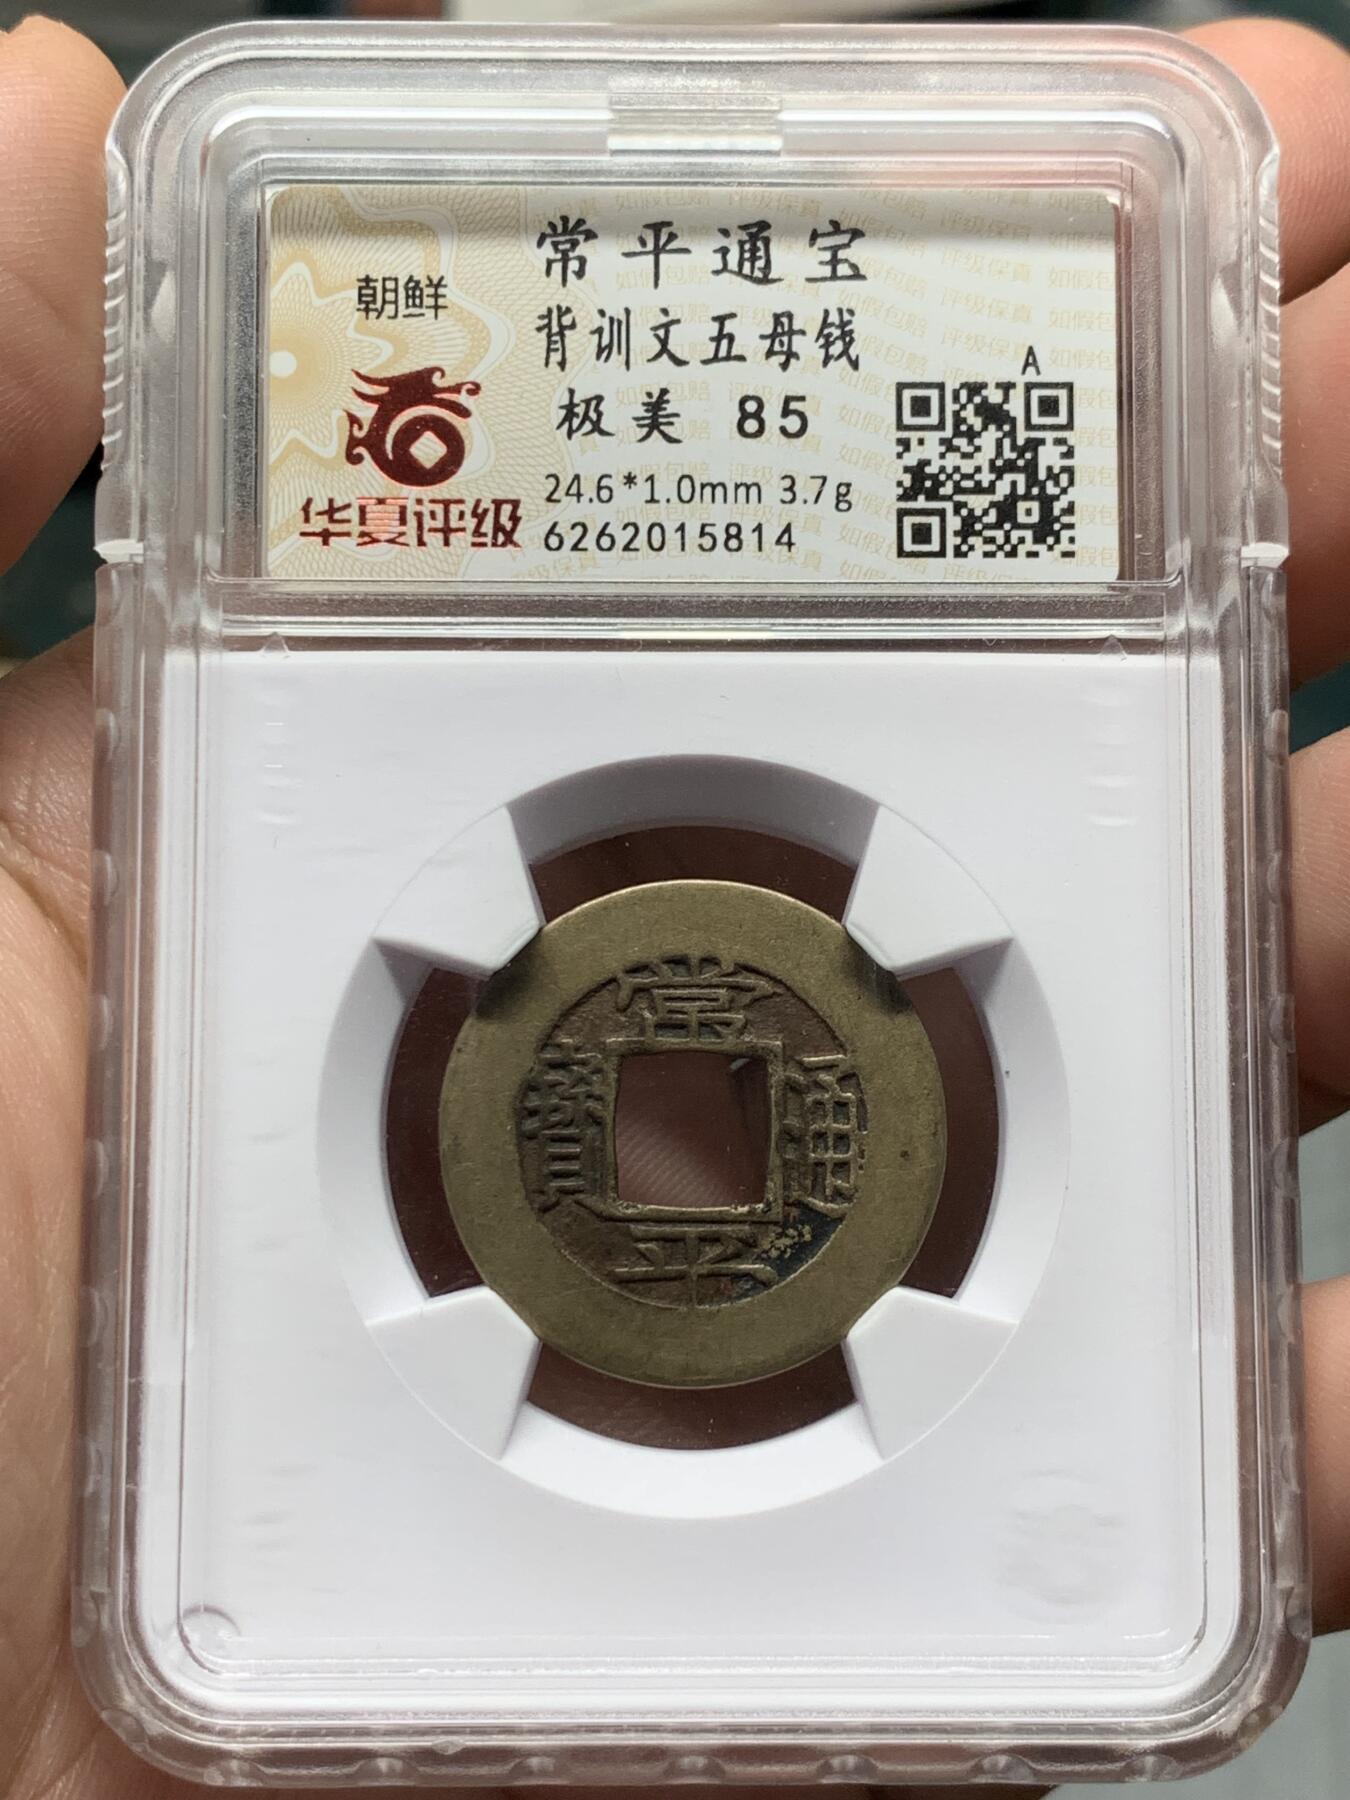 常平通宝
朝鲜
背训文五母钱
A
极美 85
华夏评级
24.6*1.0mm 3.7g
6262015814
常
寶 通
平